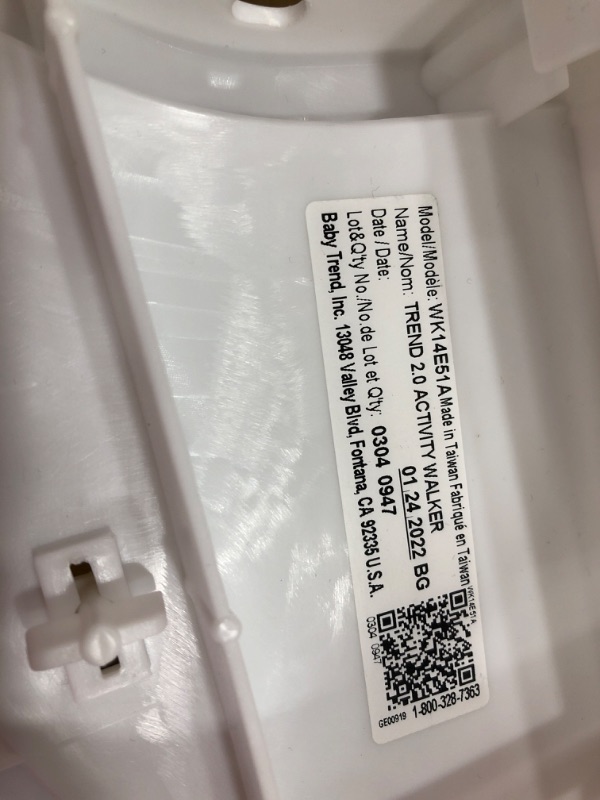 Model/Modèle: WK14E51A Made in Taiwan Fabriqué en Taiwan
Name/Nom: TREND 2.0 ACTIVITY WALKER
Date / Date: 01 24 2022 BG
Lot&Q'ty No./No.de Lot et Q'ty: 0304 0947
Baby Trend, Inc. 13048 Valley Blvd, Fontana, CA 92335 U.S.A.
WK14E51A
0304 0947
1-800-328-7363
GE00919